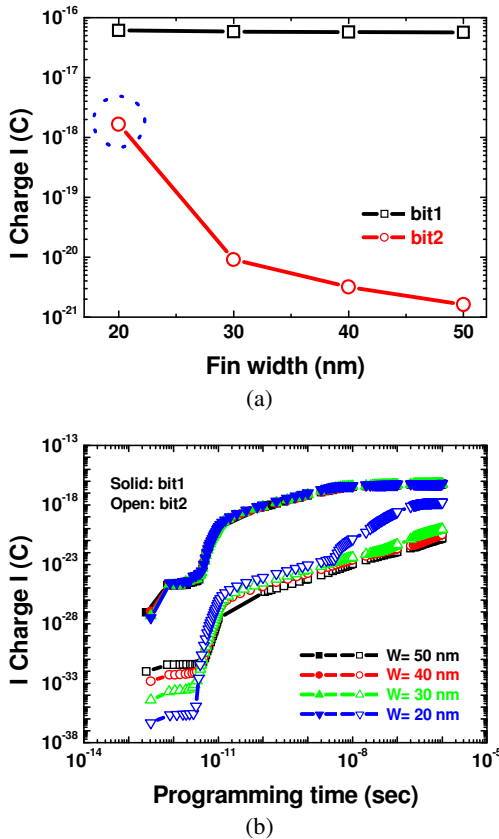 10^-16
10^-17
10^-18
10^-19
10^-20
10^-21
I Charge I (C)
bit1
bit2
20 30 40 50
Fin width (nm)
(a)
10^-13
10^-18
10^-23
10^-28
10^-33
10^-38
I Charge I (C)
Solid: bit1
Open: bit2
W= 50 nm
W= 40 nm
W= 30 nm
W= 20 nm
10^-14 10^-11 10^-8 10^-5
Programming time (sec)
(b)